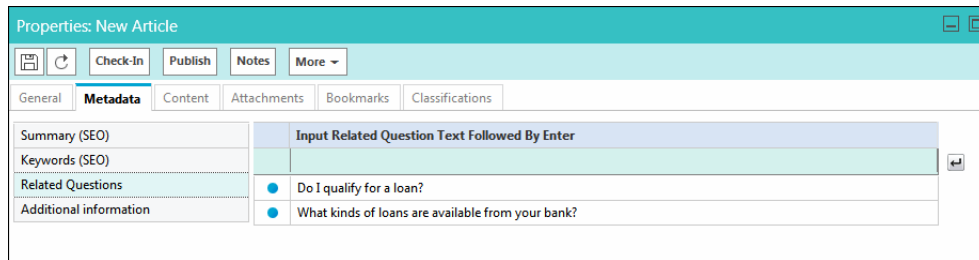 Properties: New Article
Check-In Publish Notes More
General Metadata Content Attachments Bookmarks Classifications
Summary (SEO)
Keywords (SEO)
Related Questions
Additional information
Input Related Question Text Followed By Enter
Do I qualify for a loan?
What kinds of loans are available from your bank?